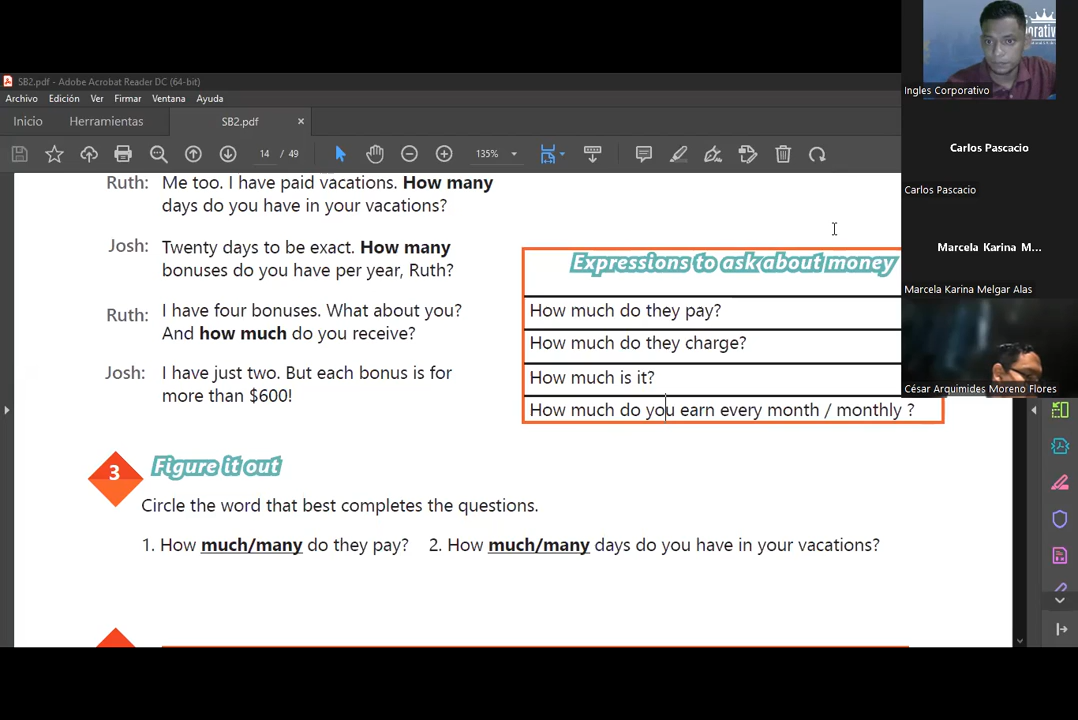 SB2.pdf - Adobe Acrobat Reader DC (64-bit)
Archivo Edición Ver Firmar Ventana Ayuda
Inicio Herramientas SB2.pdf ×
14 / 49 135%
Ruth: Me too. I have paid vacations. How many
days do you have in your vacations?
Josh: Twenty days to be exact. How many
bonuses do you have per year, Ruth?
Ruth: I have four bonuses. What about you?
And how much do you receive?
Josh: I have just two. But each bonus is for
more than $600!
Expressions to ask about money
How much do they pay?
How much do they charge?
How much is it?
How much do you earn every month / monthly ?
3 Figure it out
Circle the word that best completes the questions.
1. How much/many do they pay? 2. How much/many days do you have in your vacations?
Ingles Corporativo
Carlos Pascacio
Carlos Pascacio
Marcela Karina M...
Marcela Karina Melgar Alas
César Arquimides Moreno Flores